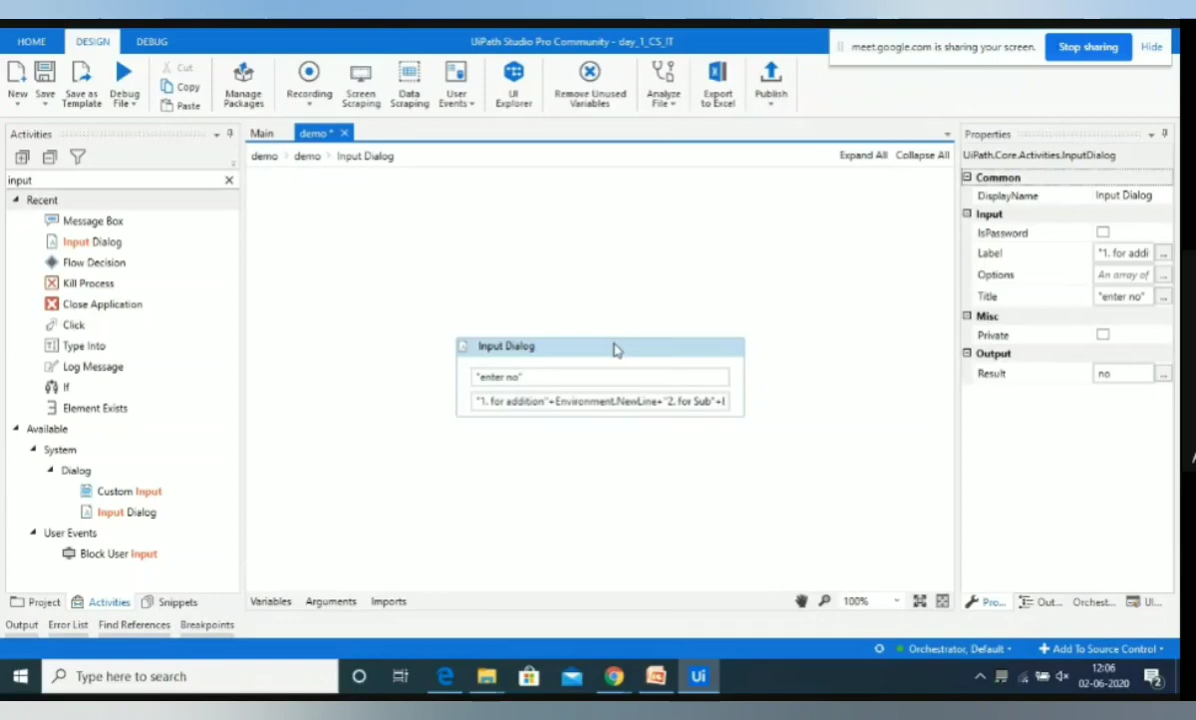 HOME DESIGN DEBUG UiPath Studio Pro Community - day_1_CS_IT
meet.google.com is sharing your screen. Stop sharing Hide
New Save Save as Template Debug File Cut Copy Paste Manage Packages Recording Screen Scraping Data Scraping User Events UI Explorer Remove Unused Variables Analyze File Export to Excel Publish
Activities
input
Recent
Message Box
Input Dialog
Flow Decision
Kill Process
Close Application
Click
Type Into
Log Message
If
Element Exists
Available
System
Dialog
Custom Input
Input Dialog
User Events
Block User Input
Project Activities Snippets
Main demo *
demo demo Input Dialog Expand All Collapse All
Input Dialog
"enter no"
"1. for addition"+Environment.NewLine+"2. for Sub"+
Variables Arguments Imports 100%
Properties
UiPath.Core.Activities.InputDialog
Common
DisplayName Input Dialog
Input
IsPassword
Label "1. for addi ...
Options An array of ...
Title "enter no" ...
Misc
Private
Output
Result no ...
Pro... Out... Orchest... UI...
Output Error List Find References Breakpoints
Orchestrator, Default Add To Source Control
Type here to search
Ui
12:06
02-06-2020
2